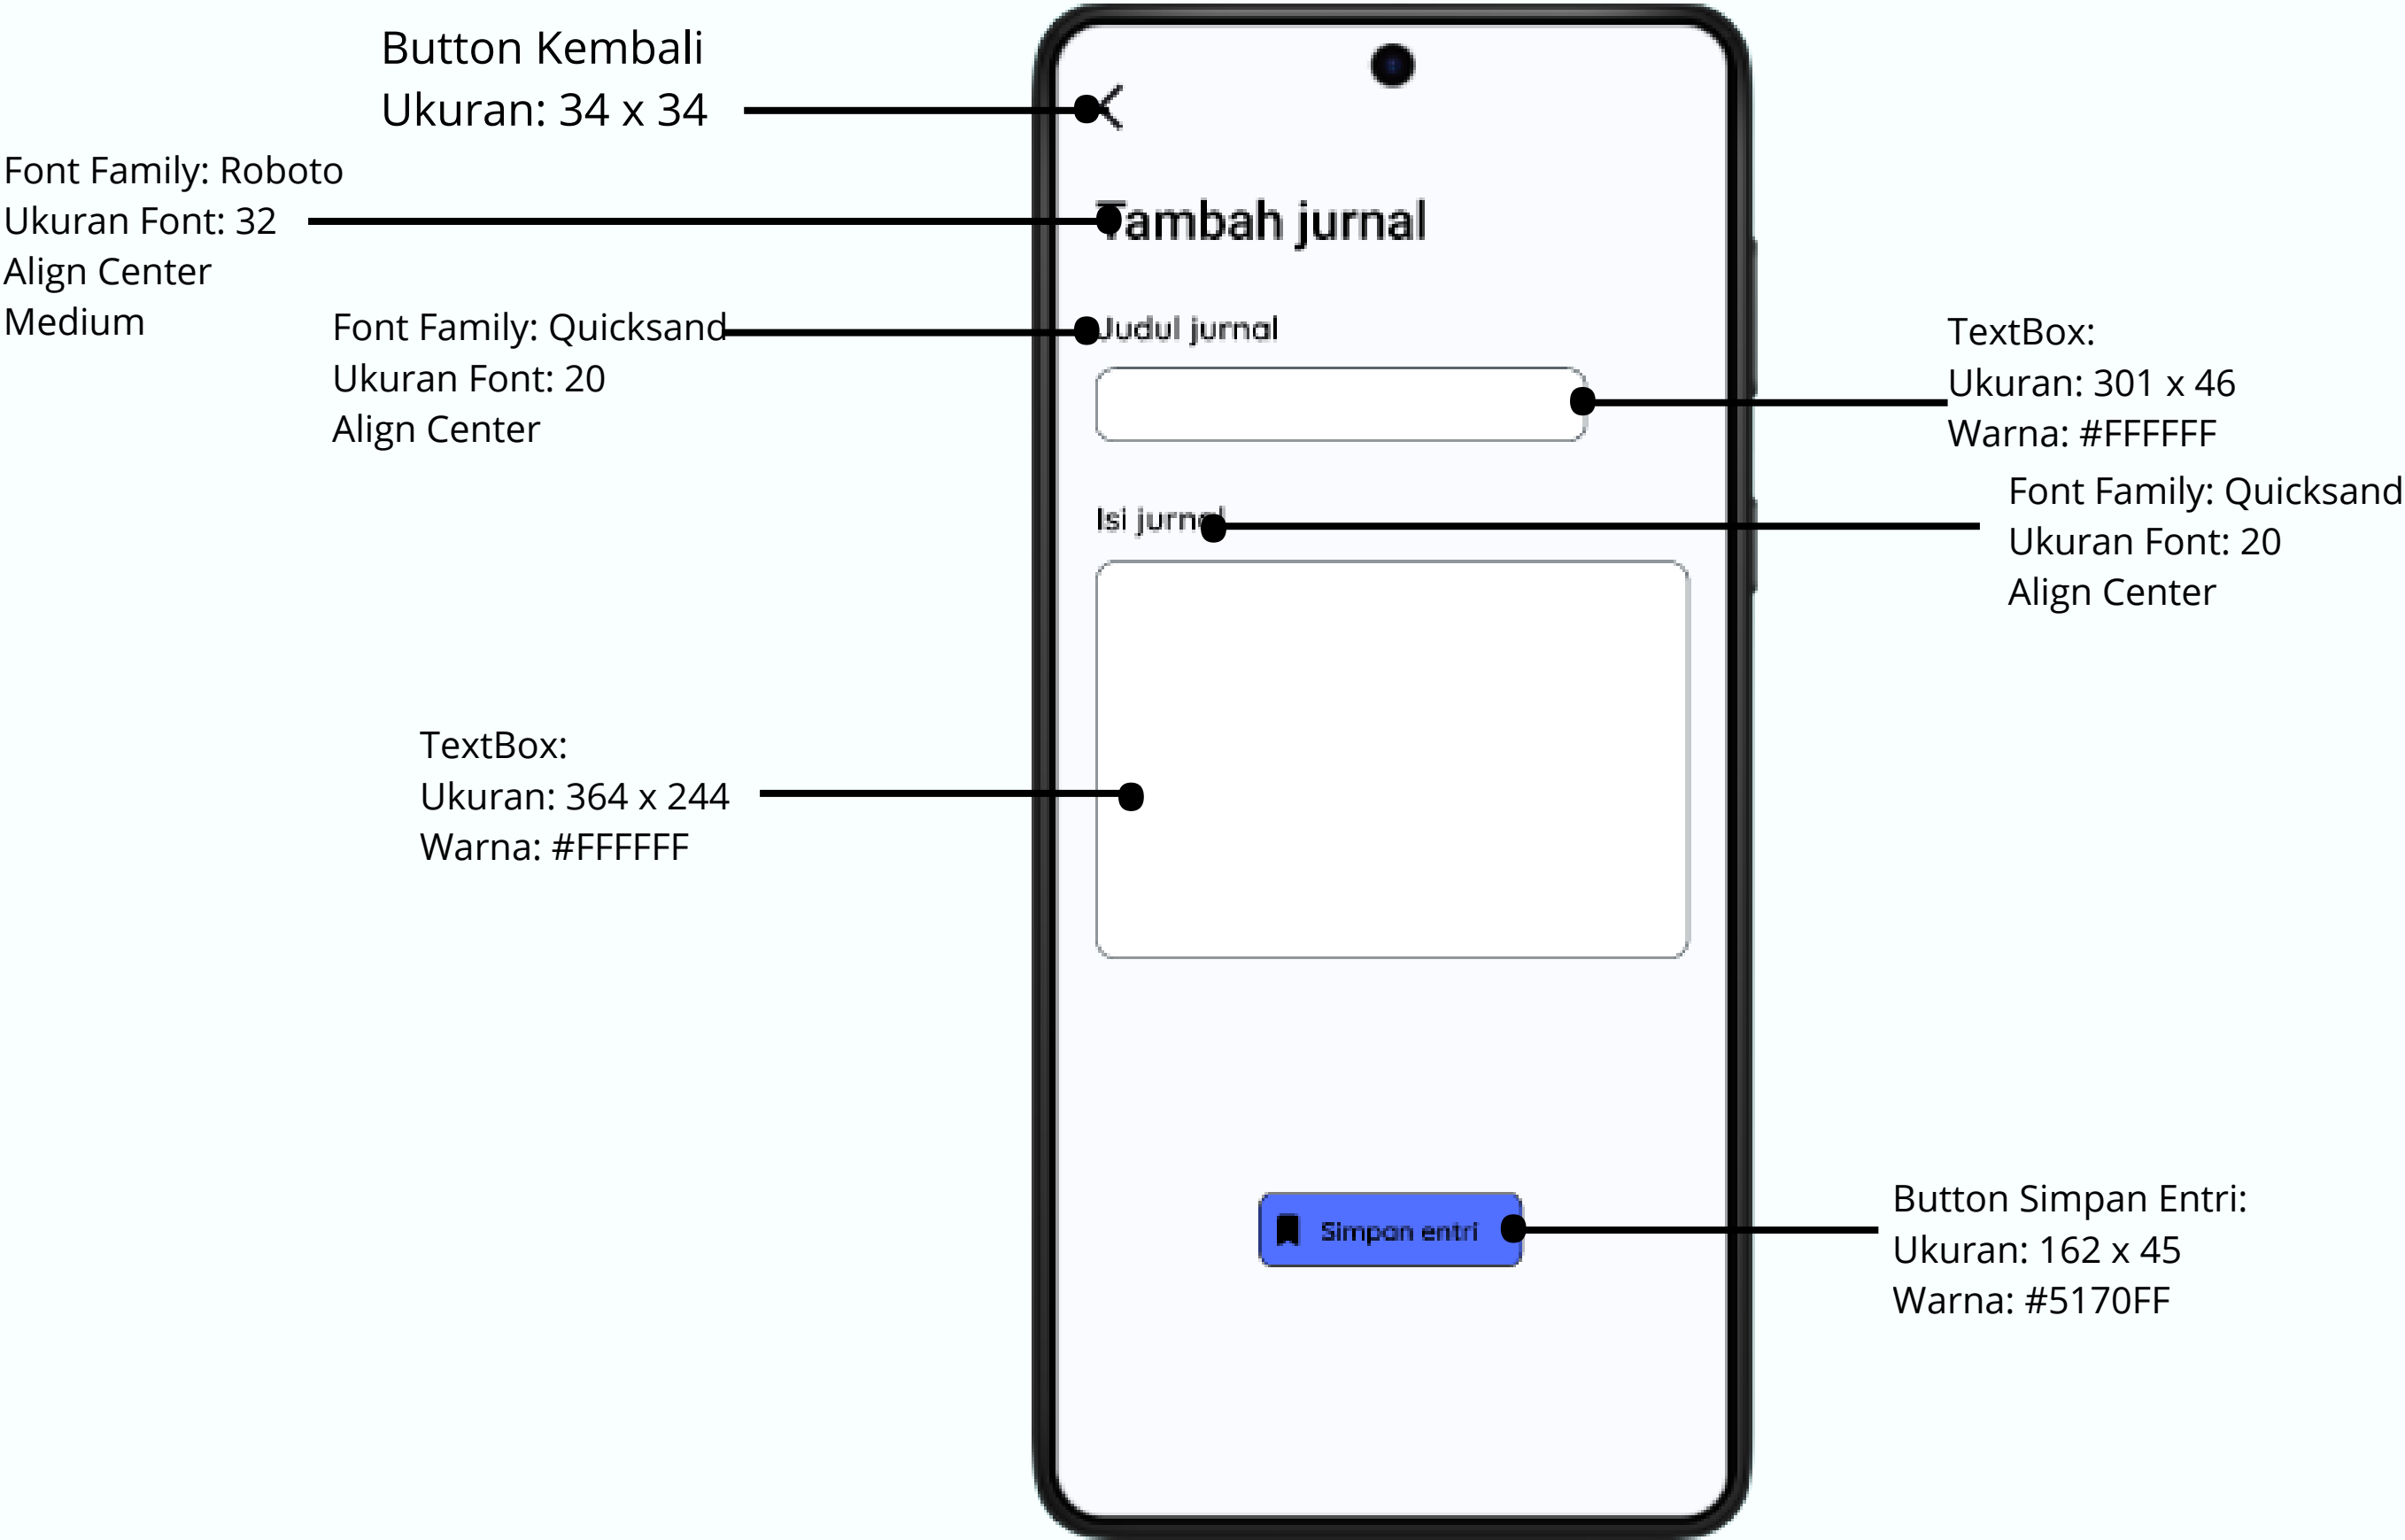 Button Kembali
Ukuran: 34 x 34
Font Family: Roboto
Ukuran Font: 32
Align Center
Medium
Font Family: Quicksand
Ukuran Font: 20
Align Center
TextBox:
Ukuran: 364 x 244
Warna: #FFFFFF
Tambah jurnal
Judul jurnal
Isi jurnal
Simpan entri
TextBox:
Ukuran: 301 x 46
Warna: #FFFFFF
Font Family: Quicksand
Ukuran Font: 20
Align Center
Button Simpan Entri:
Ukuran: 162 x 45
Warna: #5170FF